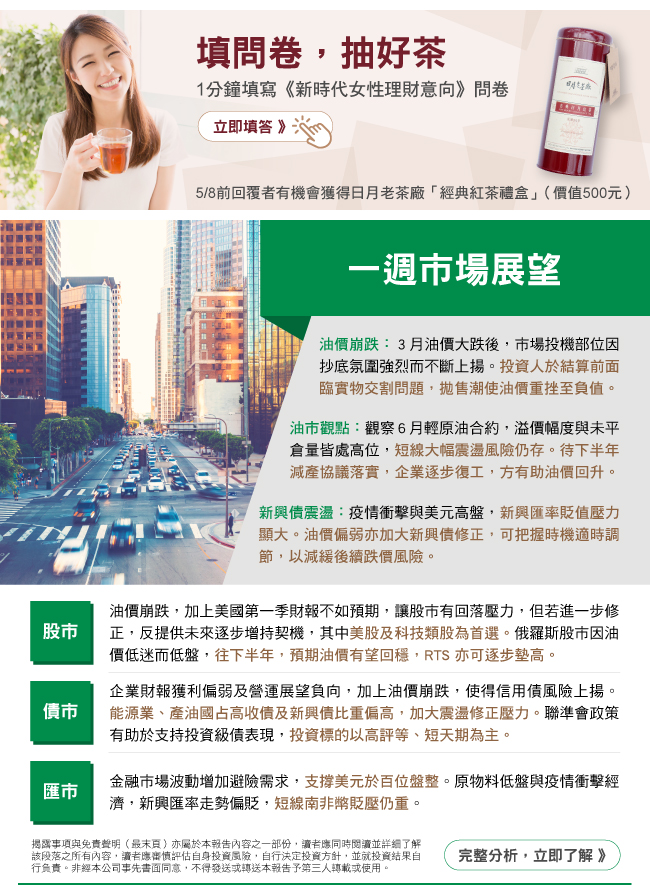 填問卷，抽好茶
1分鐘填寫《新時代女性理財意向》問卷
立即填答 》
日月老茶廠
5/8前回覆者有機會獲得日月老茶廠「經典紅茶禮盒」（價值500元）
一週市場展望
油價崩跌： 3 月油價大跌後，市場投機部位因
抄底氛圍強烈而不斷上揚。投資人於結算前面
臨實物交割問題，拋售潮使油價重挫至負值。
油市觀點：觀察 6 月輕原油合約，溢價幅度與未平
倉量皆處高位，短線大幅震盪風險仍存。待下半年
減產協議落實，企業逐步復工，方有助油價回升。
新興債震盪：疫情衝擊與美元高盤，新興匯率貶值壓力
顯大。油價偏弱亦加大新興債修正，可把握時機適時調
節，以減緩後續跌價風險。
股市
油價崩跌，加上美國第一季財報不如預期，讓股市有回落壓力，但若進一步修
正，反提供未來逐步增持契機，其中美股及科技類股為首選。俄羅斯股市因油
價低迷而低盤，往下半年，預期油價有望回穩，RTS 亦可逐步墊高。
債市
企業財報獲利偏弱及營運展望負向，加上油價崩跌，使得信用債風險上揚。
能源業、產油國占高收債及新興債比重偏高，加大震盪修正壓力。聯準會政策
有助於支持投資級債表現，投資標的以高評等、短天期為主。
匯市
金融市場波動增加避險需求，支撐美元於百位盤整。原物料低盤與疫情衝擊經
濟，新興匯率走勢偏貶，短線南非幣貶壓仍重。
揭露事項與免責聲明（最末頁）亦屬於本報告內容之一部份，讀者應同時閱讀並詳細了解
該段落之所有內容，讀者應審慎評估自身投資風險，自行決定投資方針，並就投資結果自
行負責。非經本公司事先書面同意，不得發送或轉送本報告予第三人轉載或使用。
完整分析，立即了解 》